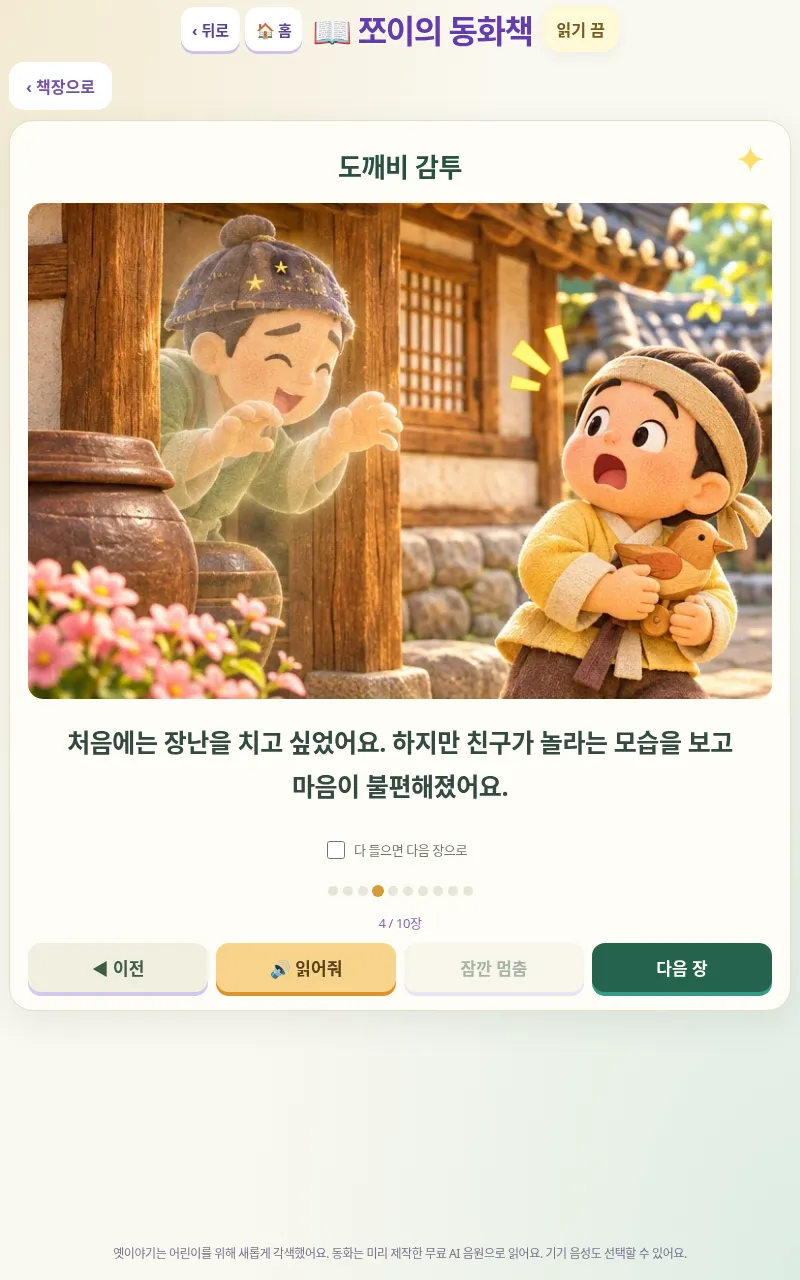 ‹ 뒤로
🏠 홈
📖 쪼이의 동화책
읽기 끝
‹ 책장으로
도깨비 감투
처음에는 장난을 치고 싶었어요. 하지만 친구가 놀라는 모습을 보고
마음이 불편해졌어요.
다 들으면 다음 장으로
4 / 10장
◀ 이전
🔊 읽어줘
잠깐 멈춤
다음 장
옛이야기는 어린이를 위해 새롭게 각색했어요. 동화는 미리 제작한 무료 AI 음원으로 읽어요. 기기 음성도 선택할 수 있어요.